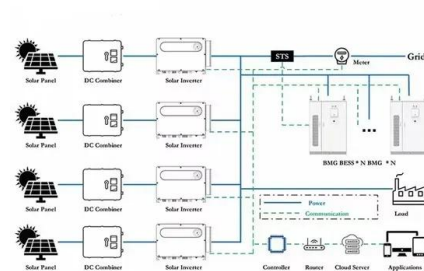 STS
Meter
Grid
Solar Panel
DC Combiner
Solar Inverter
Solar Panel
DC Combiner
Solar Inverter
BMG BESS * N BMG * N
Solar Panel
DC Combiner
Solar Inverter
Power
Communication
Load
Solar Panel
DC Combiner
Solar Inverter
Controller
Router
Cloud Server
Applications